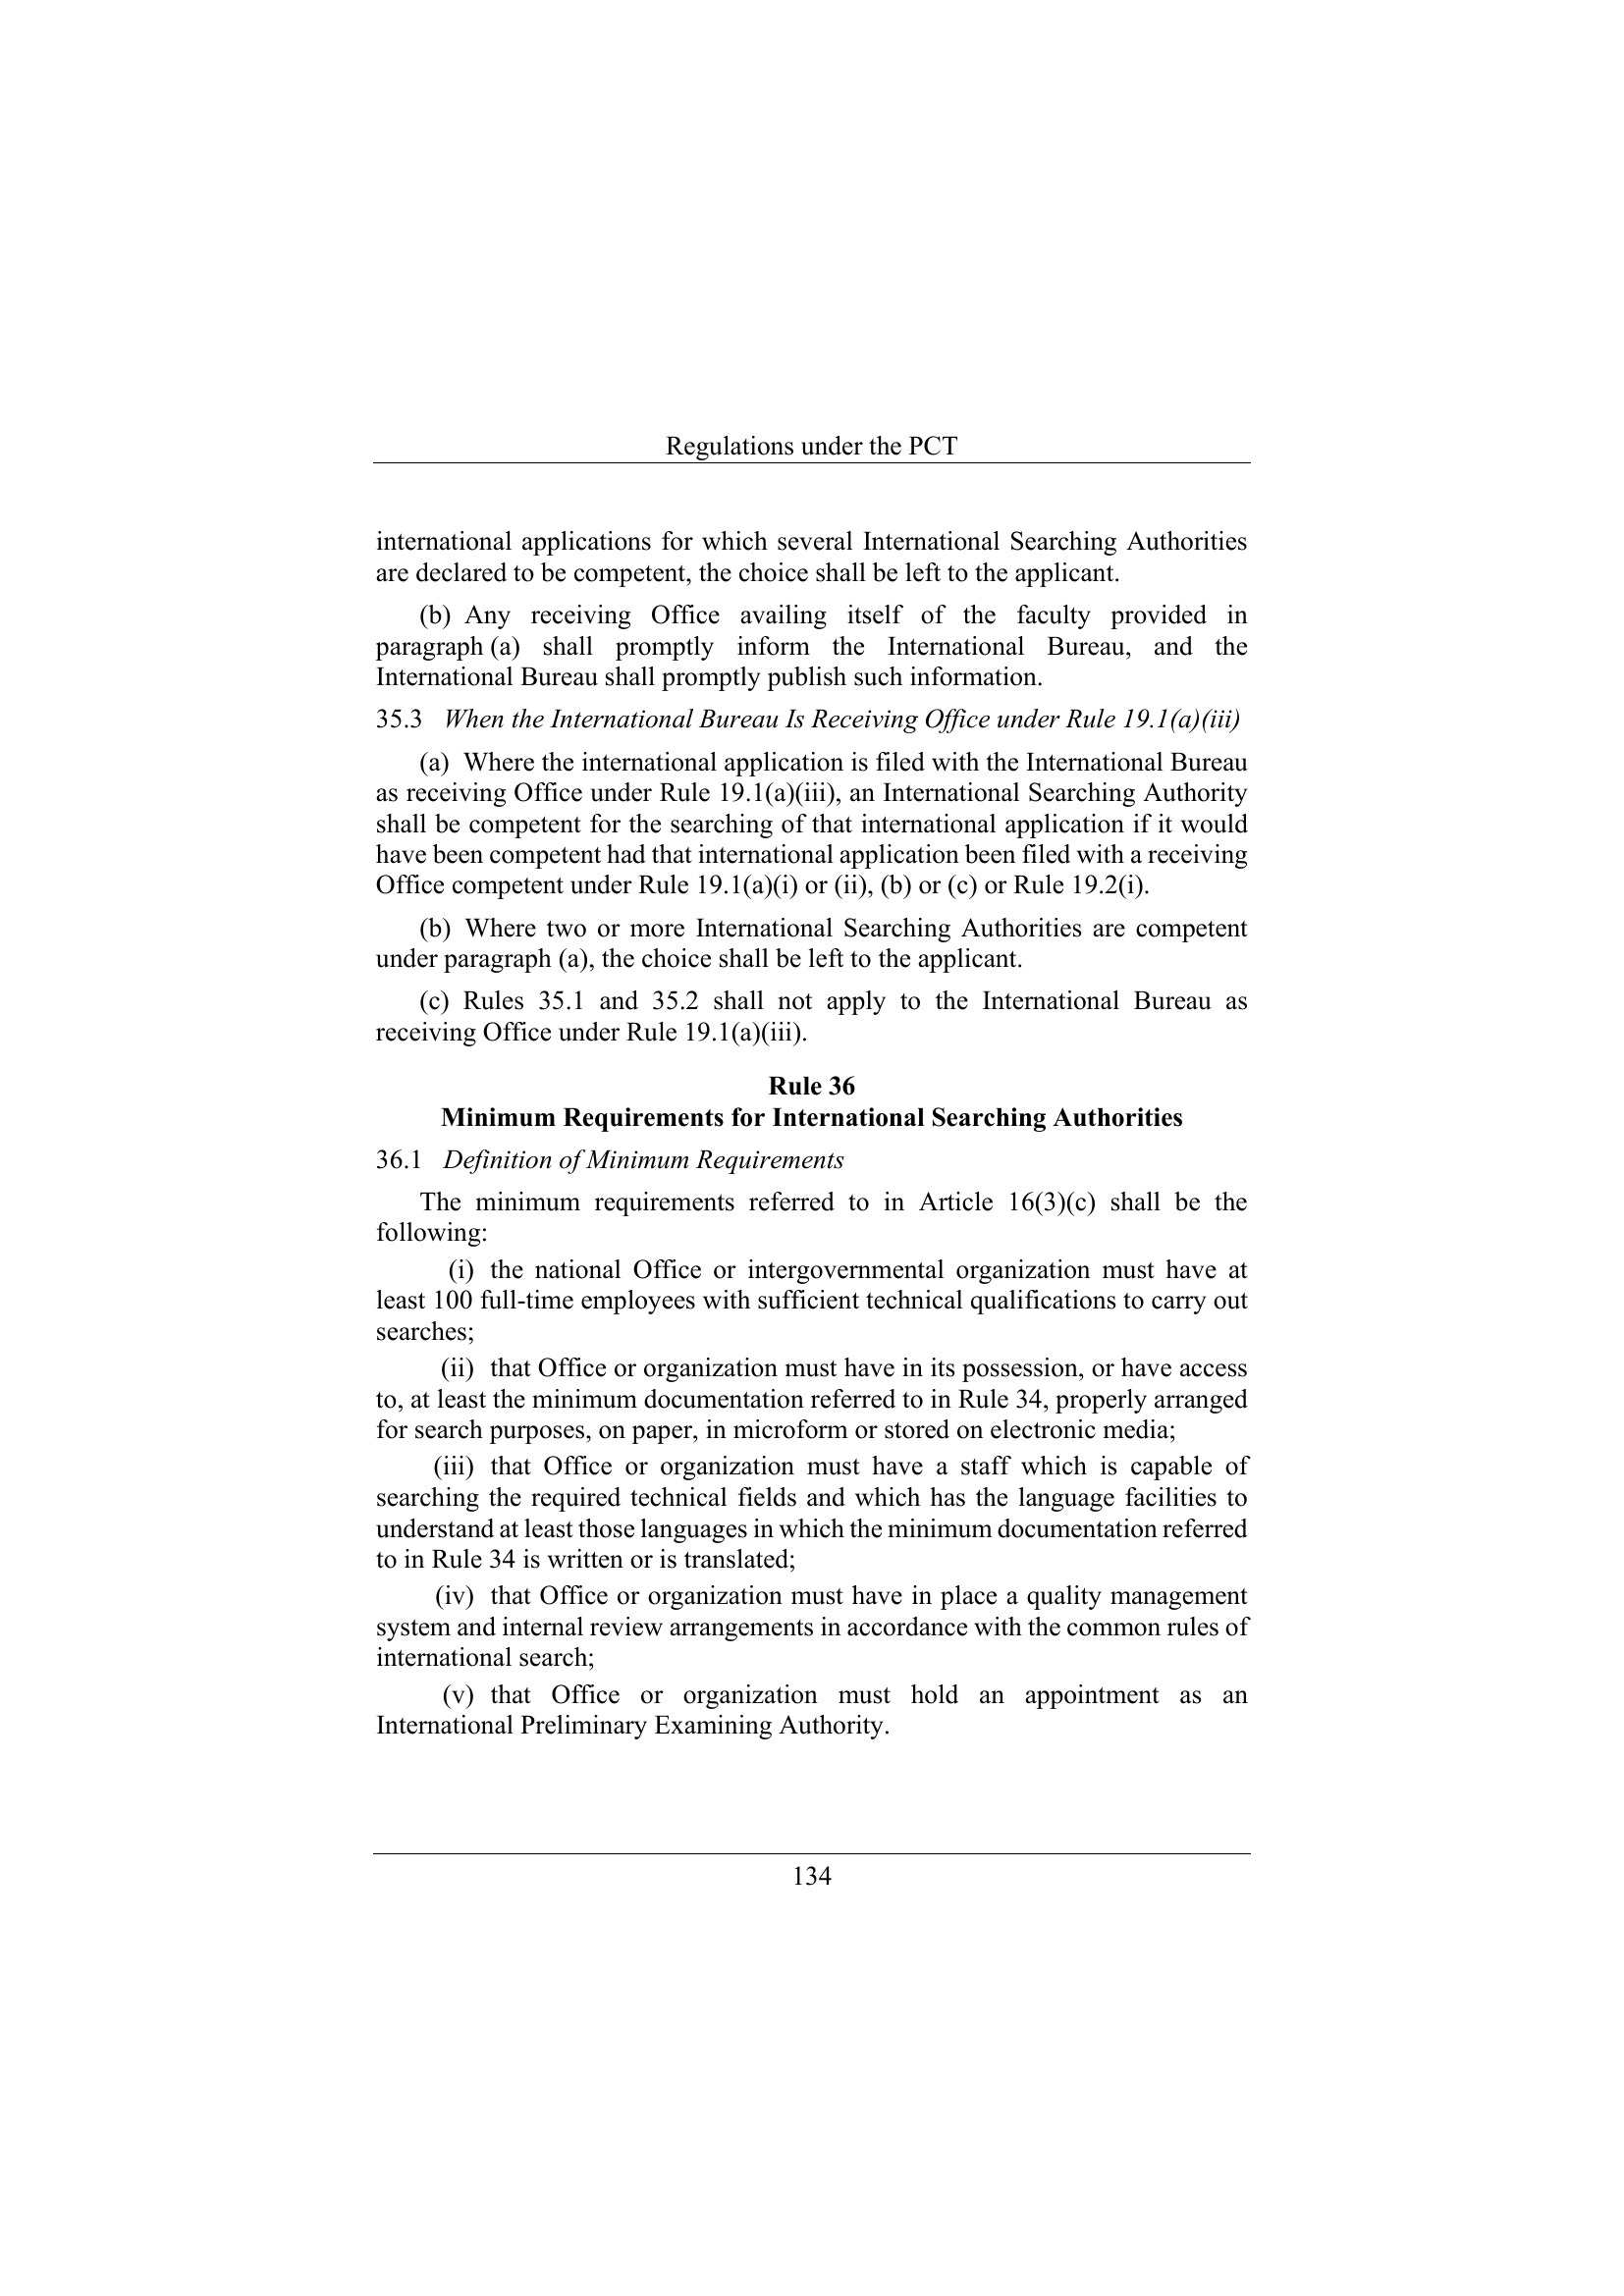 Regulations under the PCT
international applications for which several International Searching Authorities
are declared to be competent, the choice shall be left to the applicant.
(b) Any receiving Office availing itself of the faculty provided in
paragraph (a) shall promptly inform the International Bureau, and the
International Bureau shall promptly publish such information.
35.3 When the International Bureau Is Receiving Office under Rule 19.1(a)(iii)
(a) Where the international application is filed with the International Bureau
as receiving Office under Rule 19.1(a)(iii), an International Searching Authority
shall be competent for the searching of that international application if it would
have been competent had that international application been filed with a receiving
Office competent under Rule 19.1(a)(i) or (ii), (b) or (c) or Rule 19.2(i).
(b) Where two or more International Searching Authorities are competent
under paragraph (a), the choice shall be left to the applicant.
(c) Rules 35.1 and 35.2 shall not apply to the International Bureau as
receiving Office under Rule 19.1(a)(iii).
Rule 36
Minimum Requirements for International Searching Authorities
36.1 Definition of Minimum Requirements
The minimum requirements referred to in Article 16(3)(c) shall be the
following:
(i) the national Office or intergovernmental organization must have at
least 100 full-time employees with sufficient technical qualifications to carry out
searches;
(ii) that Office or organization must have in its possession, or have access
to, at least the minimum documentation referred to in Rule 34, properly arranged
for search purposes, on paper, in microform or stored on electronic media;
(iii) that Office or organization must have a staff which is capable of
searching the required technical fields and which has the language facilities to
understand at least those languages in which the minimum documentation referred
to in Rule 34 is written or is translated;
(iv) that Office or organization must have in place a quality management
system and internal review arrangements in accordance with the common rules of
international search;
(v) that Office or organization must hold an appointment as an
International Preliminary Examining Authority.
134